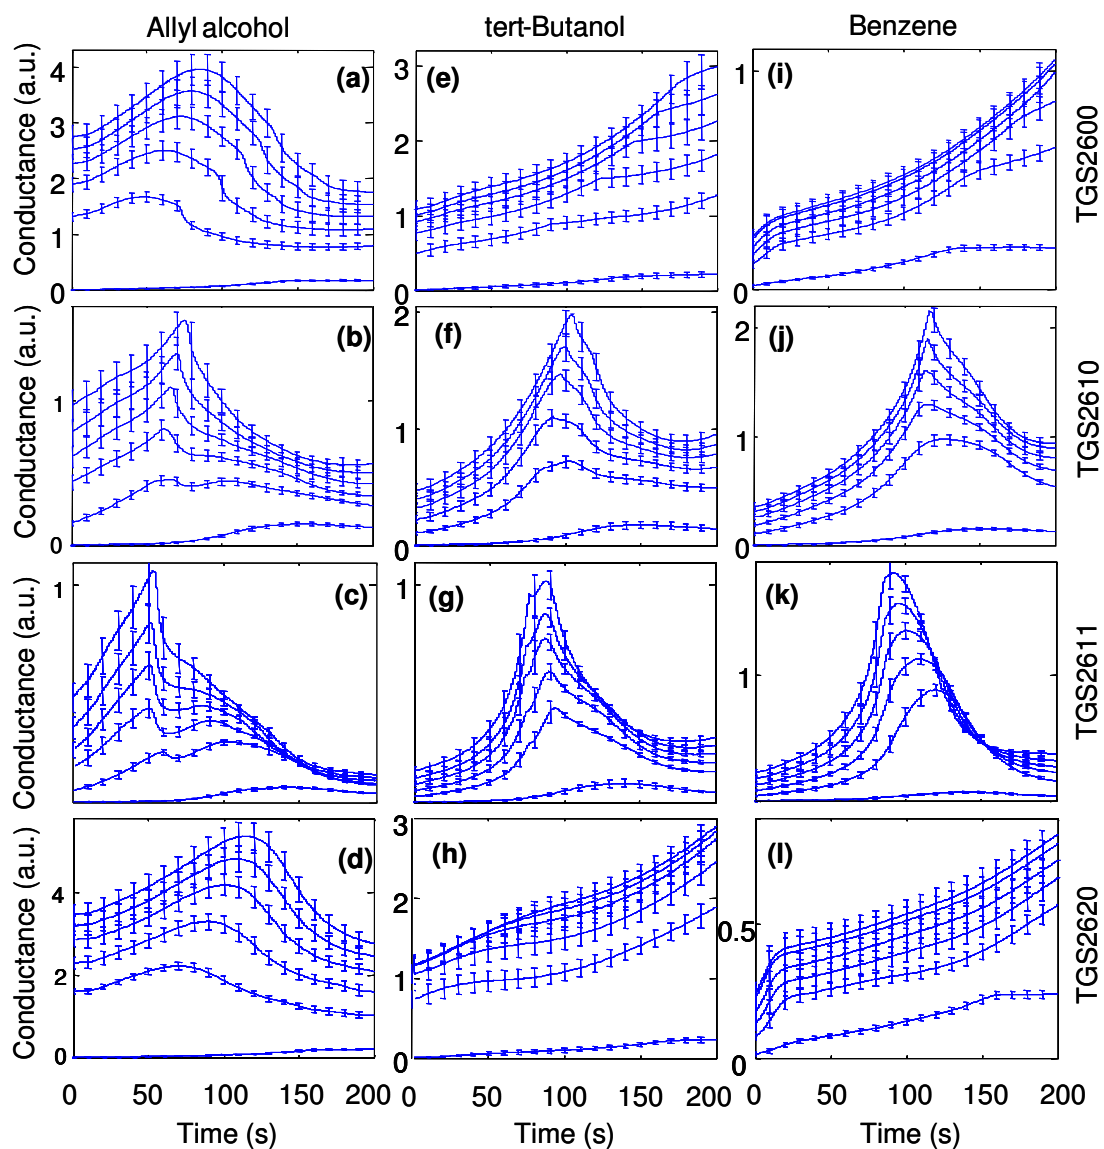 Allyl alcohol tert-Butanol Benzene
Conductance (a.u.) 4 3 2 1 0 (a) 3 2 1 0 (e) 1 0 (i) TGS2600
Conductance (a.u.) 1 0 (b) 2 1 0 (f) 2 1 0 (j) TGS2610
Conductance (a.u.) 1 (c) 1 (g) 1 (k) TGS2611
Conductance (a.u.) 4 2 0 (d) 3 2 1 0 (h) 0.5 0 (l) TGS2620
0 50 100 150 200 0 50 100 150 200 0 50 100 150 200
Time (s) Time (s) Time (s)